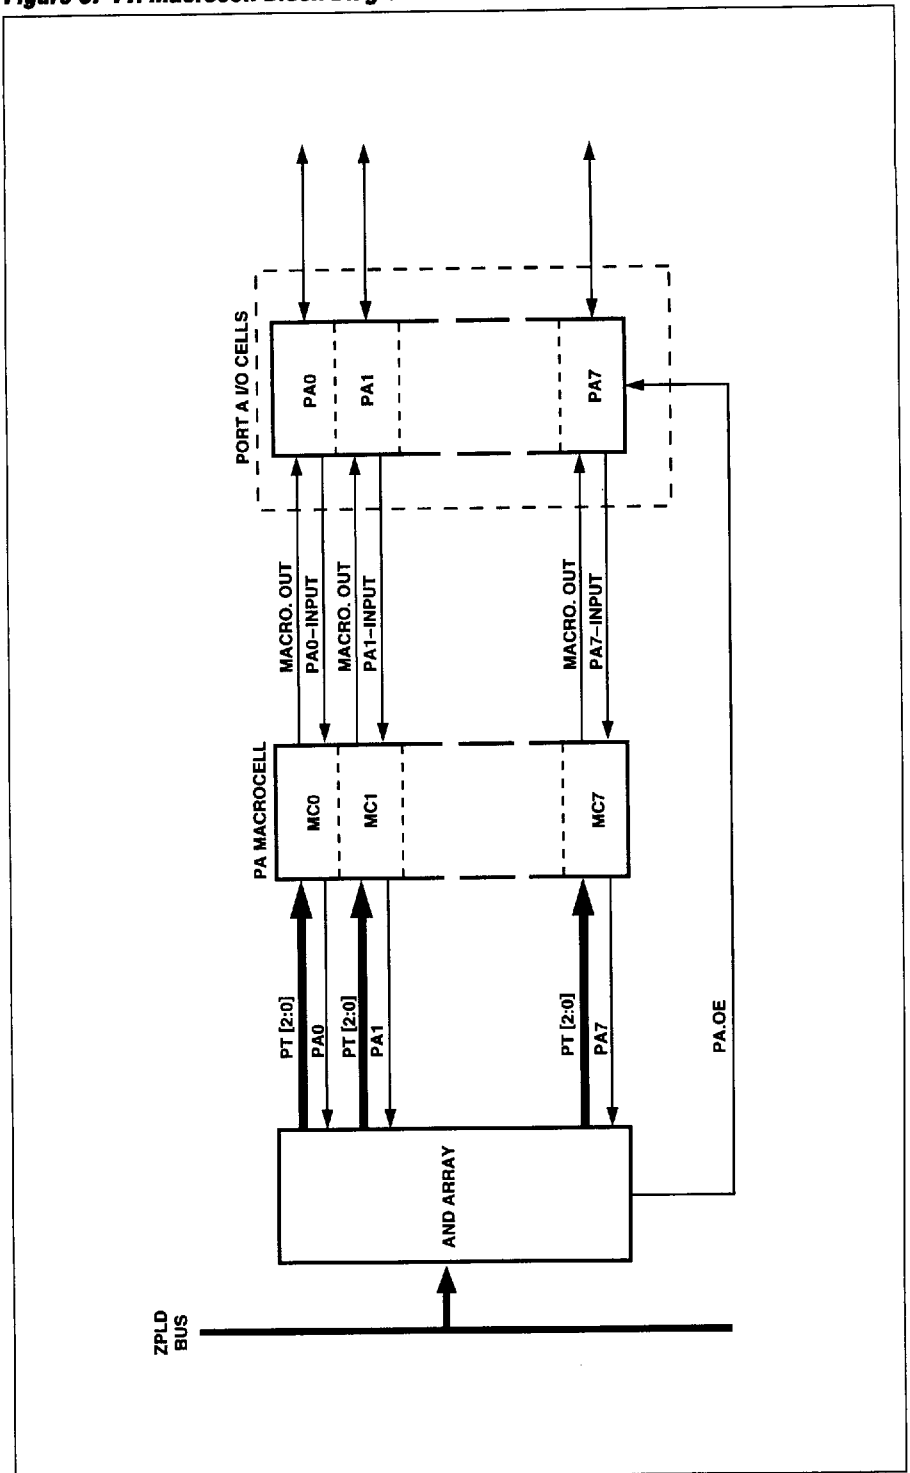 PORT A I/O CELLS
PA0
PA1
PA7
MACRO. OUT
PA0–INPUT
MACRO. OUT
PA1–INPUT
MACRO. OUT
PA7–INPUT
PA MACROCELL
MC0
MC1
MC7
PT [2:0]
PA0
PT [2:0]
PA1
PT [2:0]
PA7
PA.OE
AND ARRAY
ZPLD
BUS